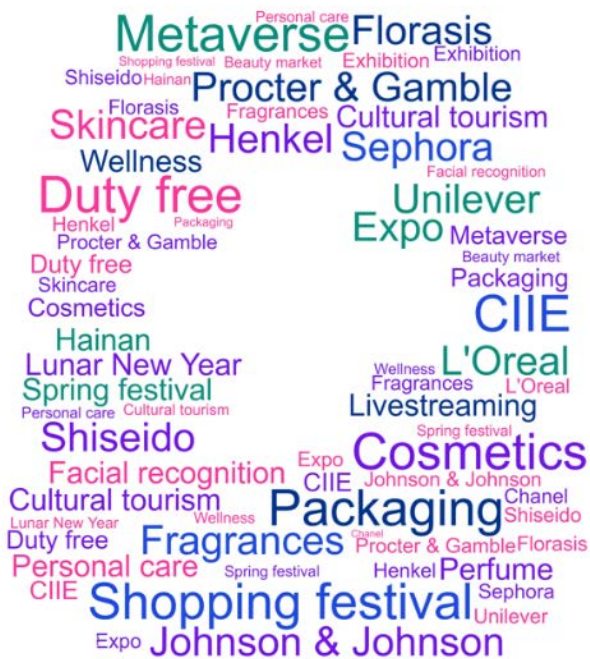 Personal care
Metaverse Florasis
Shopping festival Beauty market Exhibition Exhibition
Shiseido Hainan Procter & Gamble
Florasis Fragrances Cultural tourism
Skincare Henkel Sephora
Wellness Facial recognition
Duty free Unilever
Henkel Packaging Expo Metaverse
Procter & Gamble Beauty market
Duty free Packaging
Skincare
Cosmetics CIIE
Hainan
Lunar New Year Wellness L'Oreal
Spring festival Fragrances L'Oreal
Personal care Cultural tourism Livestreaming
Shiseido Spring festival
Expo Cosmetics
Facial recognition CIIE Johnson & Johnson
Cultural tourism Packaging Chanel
Lunar New Year Wellness Shiseido
Duty free Fragrances Chanel Procter & Gamble Florasis
Personal care Spring festival Henkel Perfume
CIIE Shopping festival Sephora
Unilever
Expo Johnson & Johnson